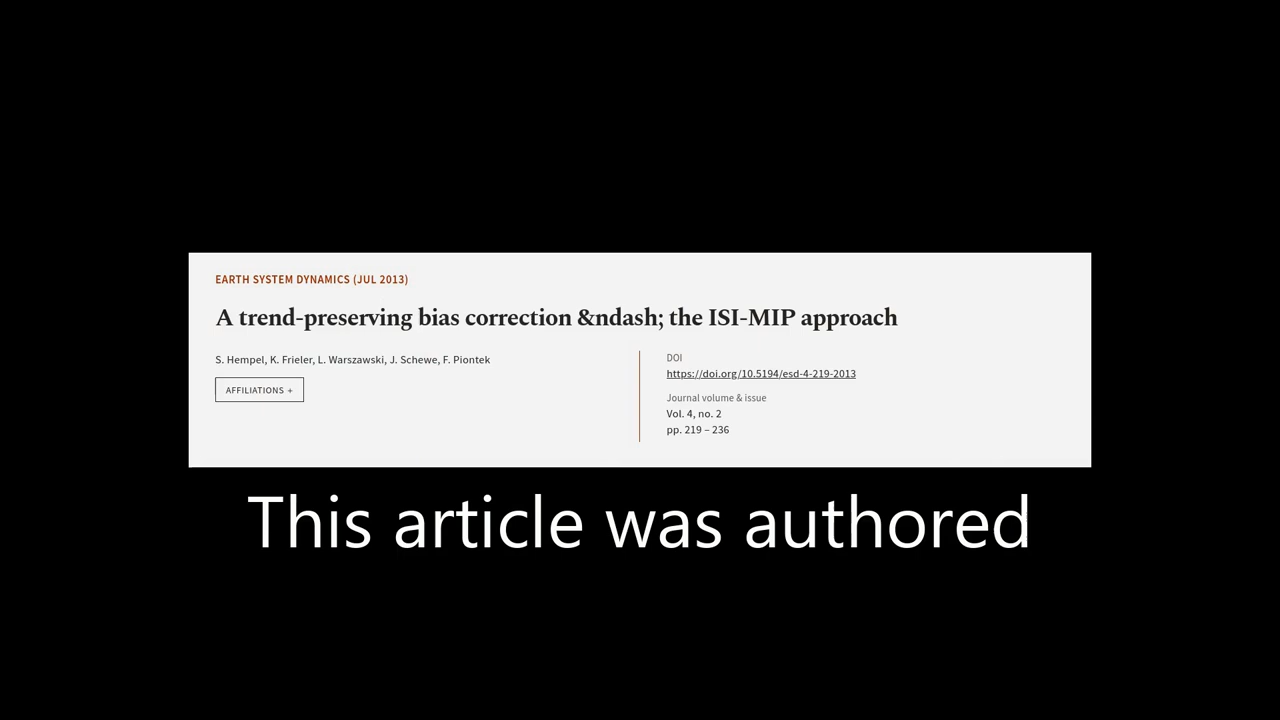 EARTH SYSTEM DYNAMICS (JUL 2013)
A trend-preserving bias correction &ndash; the ISI-MIP approach
S. Hempel, K. Frieler, L. Warszawski, J. Schewe, F. Piontek
AFFILIATIONS +
DOI
https://doi.org/10.5194/esd-4-219-2013
Journal volume & issue
Vol. 4, no. 2
pp. 219 – 236
This article was authored